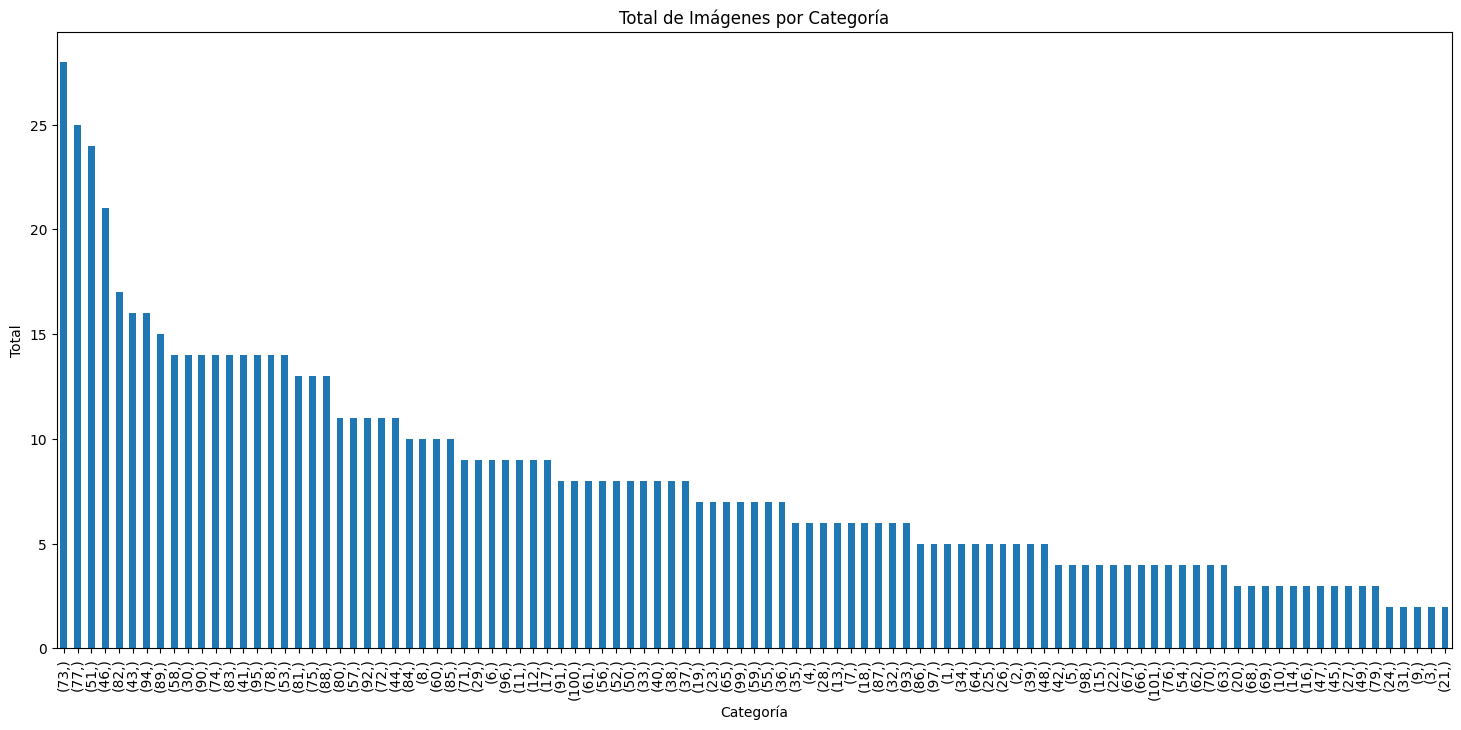 Total de Imágenes por Categoría
Total
25
20
15
10
5
0
(73,) (77,) (51,) (46,) (82,) (43,) (94,) (89,) (58,) (30,) (90,) (74,) (83,) (41,) (95,) (78,) (53,) (81,) (75,) (88,) (80,) (57,) (92,) (72,) (44,) (84,) (8,) (60,) (85,) (71,) (29,) (6,) (96,) (11,) (12,) (17,) (91,) (100,) (61,) (56,) (52,) (50,) (33,) (40,) (38,) (37,) (19,) (23,) (65,) (99,) (59,) (55,) (36,) (35,) (4,) (28,) (13,) (7,) (18,) (87,) (32,) (93,) (86,) (97,) (1,) (34,) (64,) (25,) (26,) (2,) (39,) (48,) (42,) (5,) (98,) (15,) (22,) (67,) (66,) (101,) (76,) (54,) (62,) (70,) (63,) (20,) (68,) (69,) (10,) (14,) (16,) (47,) (45,) (27,) (49,) (79,) (24,) (31,) (9,) (3,) (21,)
Categoría